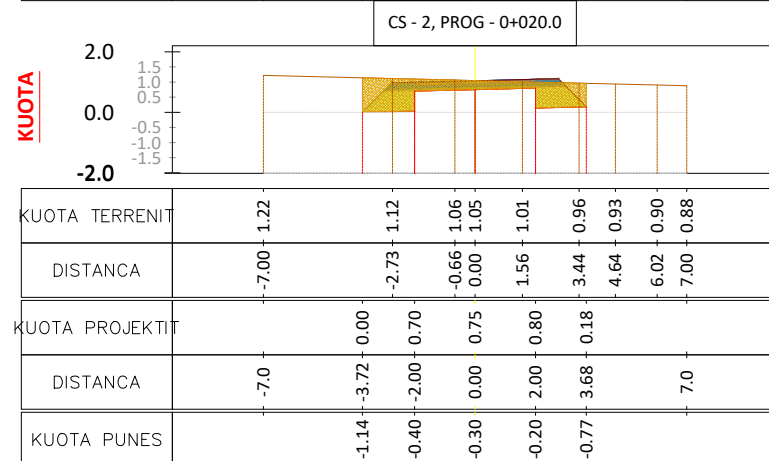 CS - 2, PROG - 0+020.0
KUOTA
2.0
1.5
1.0
0.5
0.0
-0.5
-1.0
-1.5
-2.0
KUOTA TERRENIT 1.22 1.12 1.06 1.05 1.01 0.96 0.93 0.90 0.88
DISTANCA -7.00 -2.73 -0.66 0.00 1.56 3.44 4.64 6.02 7.00
KUOTA PROJEKTIT 0.00 0.70 0.75 0.80 0.18
DISTANCA -7.0 -3.72 -2.00 0.00 2.00 3.68 7.0
KUOTA PUNES -1.14 -0.40 -0.30 -0.20 -0.77